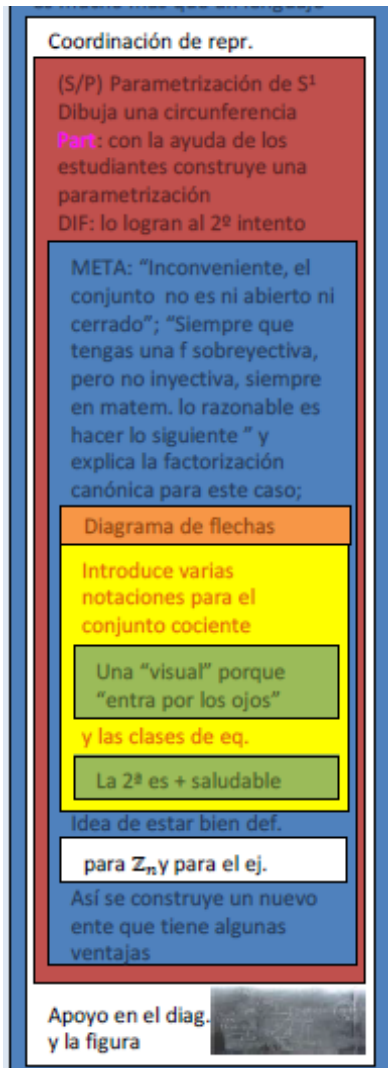 Coordinación de repr.
(S/P) Parametrización de S¹
Dibuja una circunferencia
Part: con la ayuda de los
estudiantes construye una
parametrización
DIF: lo logran al 2º intento
META: “Inconveniente, el
conjunto no es ni abierto ni
cerrado”; “Siempre que
tengas una f sobreyectiva,
pero no inyectiva, siempre
en matem. lo razonable es
hacer lo siguiente ” y
explica la factorización
canónica para este caso;
Diagrama de flechas
Introduce varias
notaciones para el
conjunto cociente
Una “visual” porque
“entra por los ojos”
y las clases de eq.
La 2ª es + saludable
Idea de estar bien def.
para ℤₙy para el ej.
Así se construye un nuevo
ente que tiene algunas
ventajas
Apoyo en el diag.
y la figura